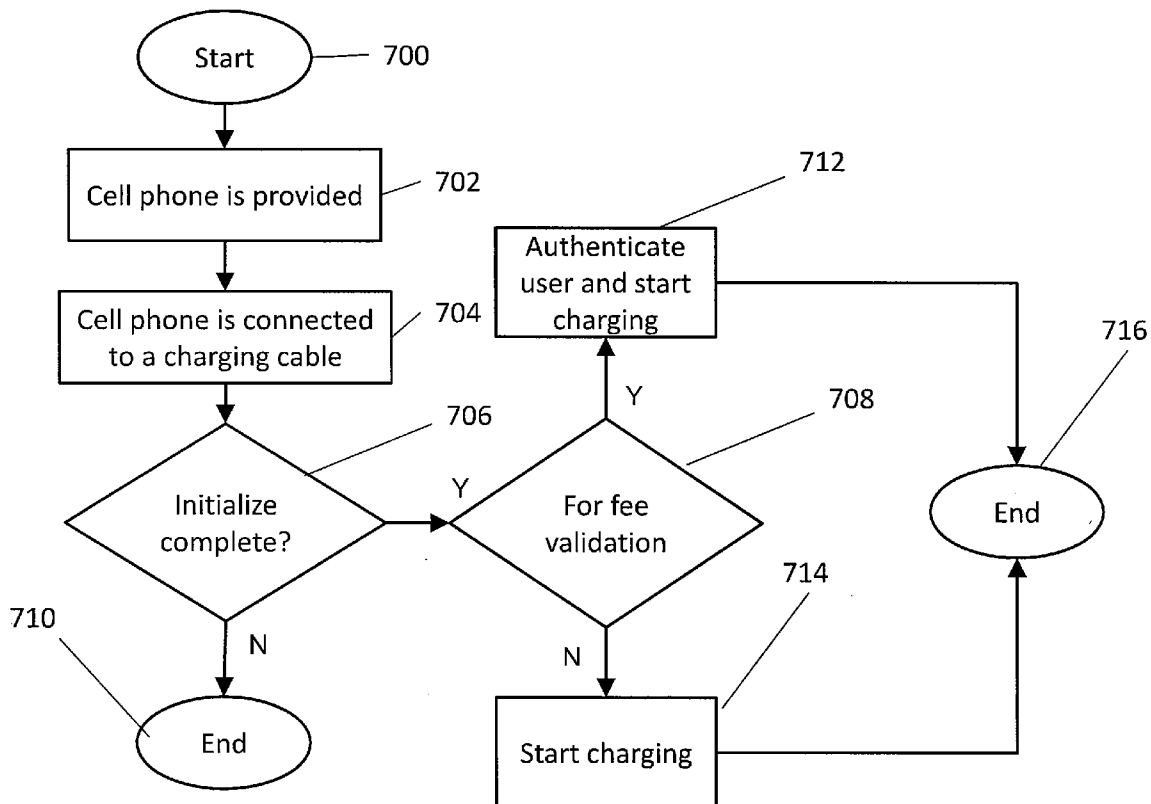 Start
700
Cell phone is provided
702
Cell phone is connected
to a charging cable
704
Initialize
complete?
706
Y
N
710
End
For fee
validation
708
Y
N
712
Authenticate
user and start
charging
714
Start charging
716
End